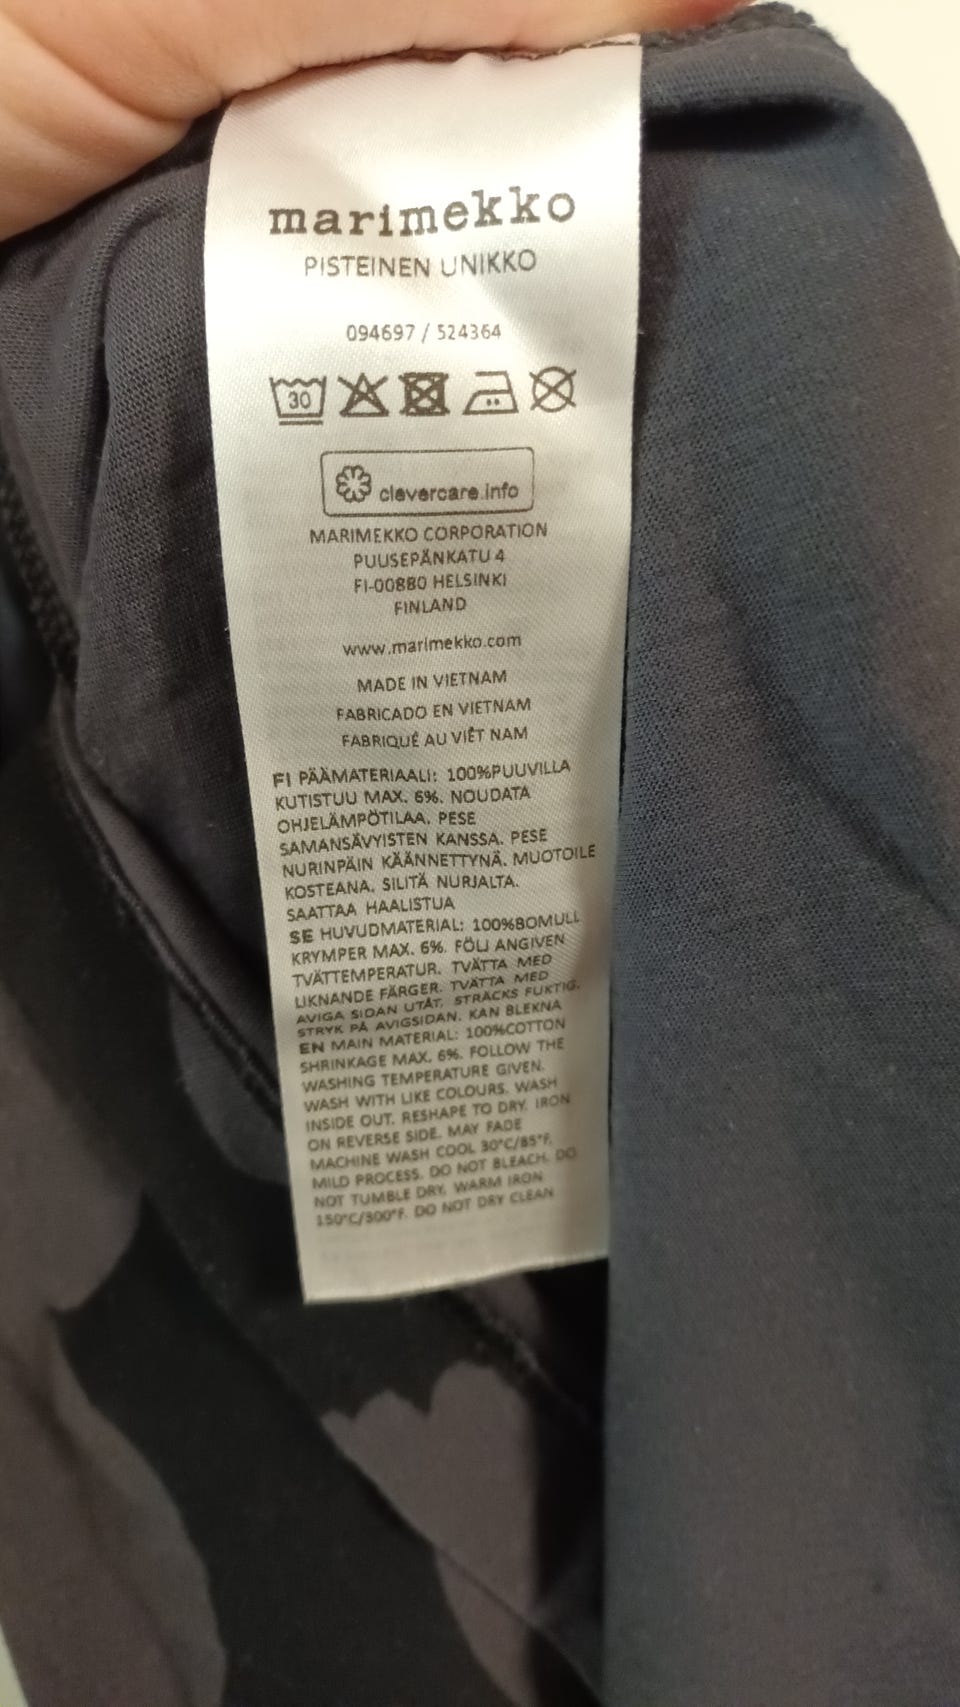 marimekko
PISTEINEN UNIKKO
094697 / 524364
30
clevercare.info
MARIMEKKO CORPORATION
PUUSEPÄNKATU 4
FI-00880 HELSINKI
FINLAND
www.marimekko.com
MADE IN VIETNAM
FABRICADO EN VIETNAM
FABRIQUÉ AU VIÊT NAM
FI PÄÄMATERIAALI: 100%PUUVILLA
KUTISTUU MAX. 6%. NOUDATA
OHJELÄMPÖTILAA. PESE
SAMANSÄVYISTEN KANSSA. PESE
NURINPÄIN KÄÄNNETTYNÄ. MUOTOILE
KOSTEANA. SILITÄ NURJALTA.
SAATTAA HAALISTUA
SE HUVUDMATERIAL: 100%BOMULL
KRYMPER MAX. 6%. FÖLJ ANGIVEN
TVÄTTEMPERATUR. TVÄTTA MED
LIKNANDE FÄRGER. TVÄTTA MED
AVIGA SIDAN UTÅT. STRÄCKS FUKTIG.
STRYK PÅ AVIGSIDAN. KAN BLEKNA
EN MAIN MATERIAL: 100%COTTON
SHRINKAGE MAX. 6%. FOLLOW THE
WASHING TEMPERATURE GIVEN.
WASH WITH LIKE COLOURS. WASH
INSIDE OUT. RESHAPE TO DRY. IRON
ON REVERSE SIDE. MAY FADE
MACHINE WASH COOL 30°C/85°F.
MILD PROCESS. DO NOT BLEACH. DO
NOT TUMBLE DRY. WARM IRON
150°C/300°F. DO NOT DRY CLEAN